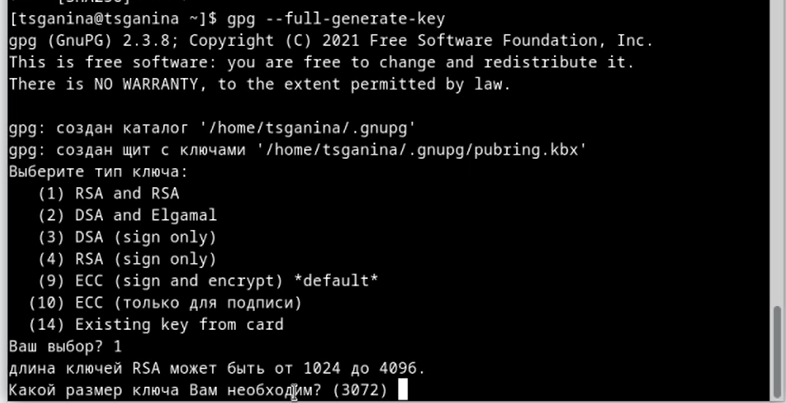 [tsganina@tsganina ~]$ gpg --full-generate-key
gpg (GnuPG) 2.3.8; Copyright (C) 2021 Free Software Foundation, Inc.
This is free software: you are free to change and redistribute it.
There is NO WARRANTY, to the extent permitted by law.
gpg: создан каталог '/home/tsganina/.gnupg'
gpg: создан щит с ключами '/home/tsganina/.gnupg/pubring.kbx'
Выберите тип ключа:
(1) RSA and RSA
(2) DSA and Elgamal
(3) DSA (sign only)
(4) RSA (sign only)
(9) ECC (sign and encrypt) *default*
(10) ECC (только для подписи)
(14) Existing key from card
Ваш выбор? 1
длина ключей RSA может быть от 1024 до 4096.
Какой размер ключа Вам необходим? (3072)